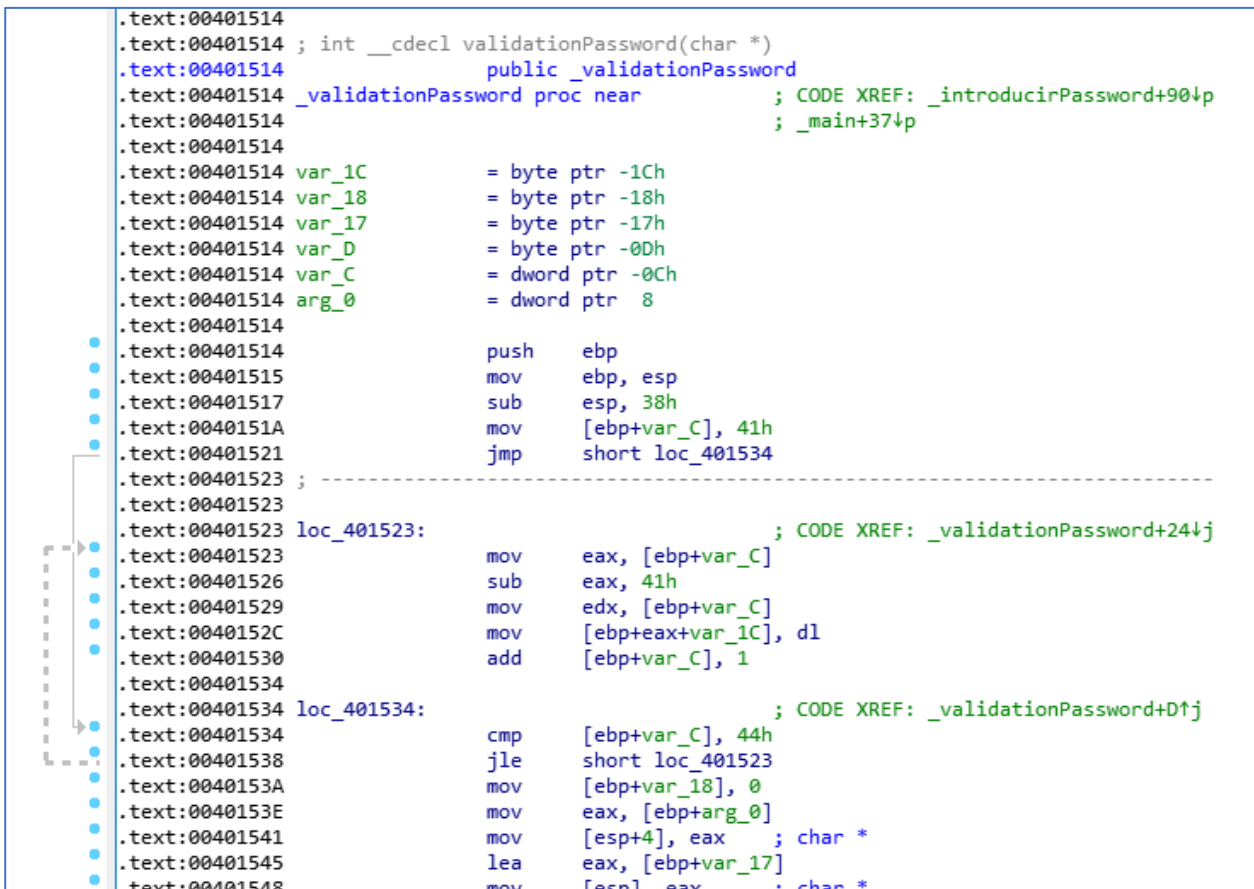 .text:00401514
.text:00401514 ; int __cdecl validationPassword(char *)
.text:00401514 public _validationPassword
.text:00401514 _validationPassword proc near ; CODE XREF: _introducirPassword+90↓p
.text:00401514 ; _main+37↓p
.text:00401514
.text:00401514 var_1C = byte ptr -1Ch
.text:00401514 var_18 = byte ptr -18h
.text:00401514 var_17 = byte ptr -17h
.text:00401514 var_D = byte ptr -0Dh
.text:00401514 var_C = dword ptr -0Ch
.text:00401514 arg_0 = dword ptr 8
.text:00401514
.text:00401514 push ebp
.text:00401515 mov ebp, esp
.text:00401517 sub esp, 38h
.text:0040151A mov [ebp+var_C], 41h
.text:00401521 jmp short loc_401534
.text:00401523 ; ---------------------------------------------------------------------------
.text:00401523
.text:00401523 loc_401523: ; CODE XREF: _validationPassword+24↓j
.text:00401523 mov eax, [ebp+var_C]
.text:00401526 sub eax, 41h
.text:00401529 mov edx, [ebp+var_C]
.text:0040152C mov [ebp+eax+var_1C], dl
.text:00401530 add [ebp+var_C], 1
.text:00401534
.text:00401534 loc_401534: ; CODE XREF: _validationPassword+D↑j
.text:00401534 cmp [ebp+var_C], 44h
.text:00401538 jle short loc_401523
.text:0040153A mov [ebp+var_18], 0
.text:0040153E mov eax, [ebp+arg_0]
.text:00401541 mov [esp+4], eax ; char *
.text:00401545 lea eax, [ebp+var_17]
.text:00401548 mov [esp], eax ; char *